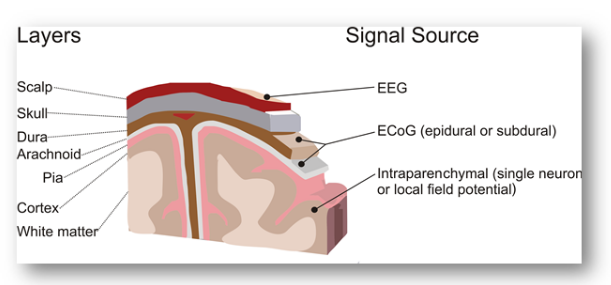 Layers
Signal Source
Scalp
Skull
Dura
Arachnoid
Pia
Cortex
White matter
EEG
ECoG (epidural or subdural)
Intraparenchymal (single neuron
or local field potential)